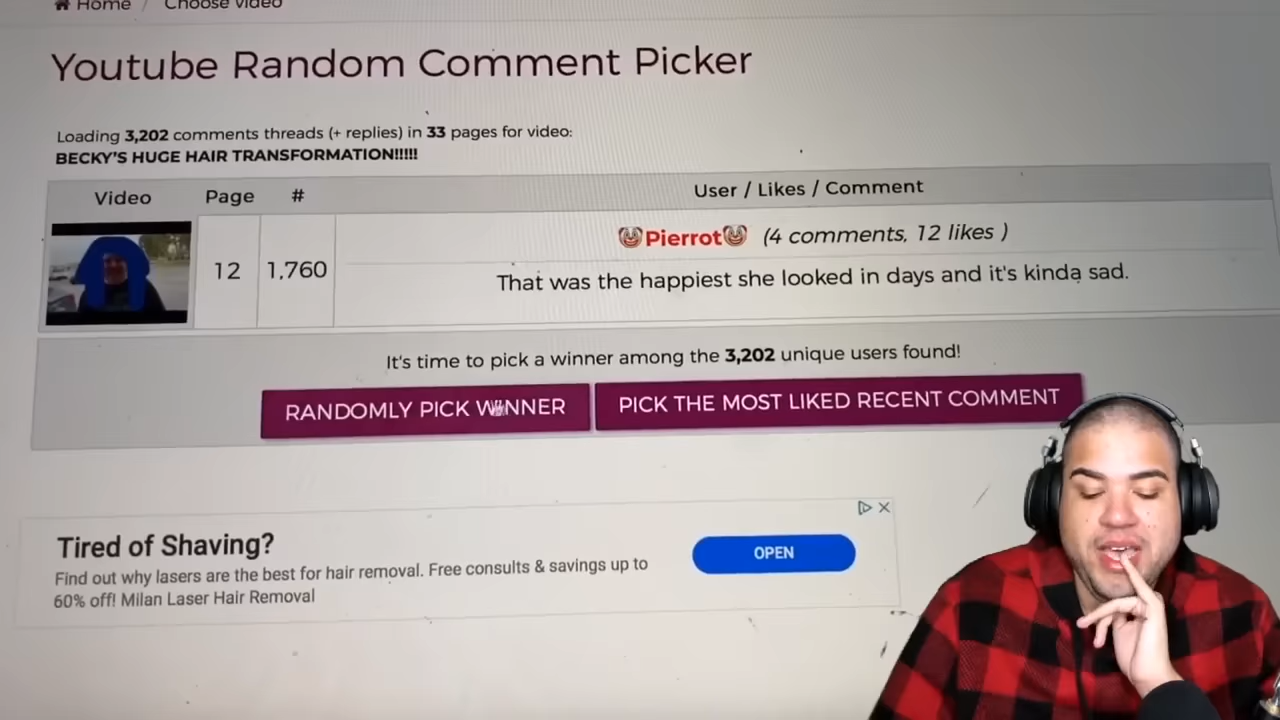 Home / Choose video
Youtube Random Comment Picker
Loading 3,202 comments threads (+ replies) in 33 pages for video:
BECKY'S HUGE HAIR TRANSFORMATION!!!!!
Video Page # User / Likes / Comment
🤡Pierrot🤡 (4 comments, 12 likes )
12 1,760
That was the happiest she looked in days and it's kinda sad.
It's time to pick a winner among the 3,202 unique users found!
RANDOMLY PICK WINNER PICK THE MOST LIKED RECENT COMMENT
Tired of Shaving?
OPEN
Find out why lasers are the best for hair removal. Free consults & savings up to
60% off! Milan Laser Hair Removal